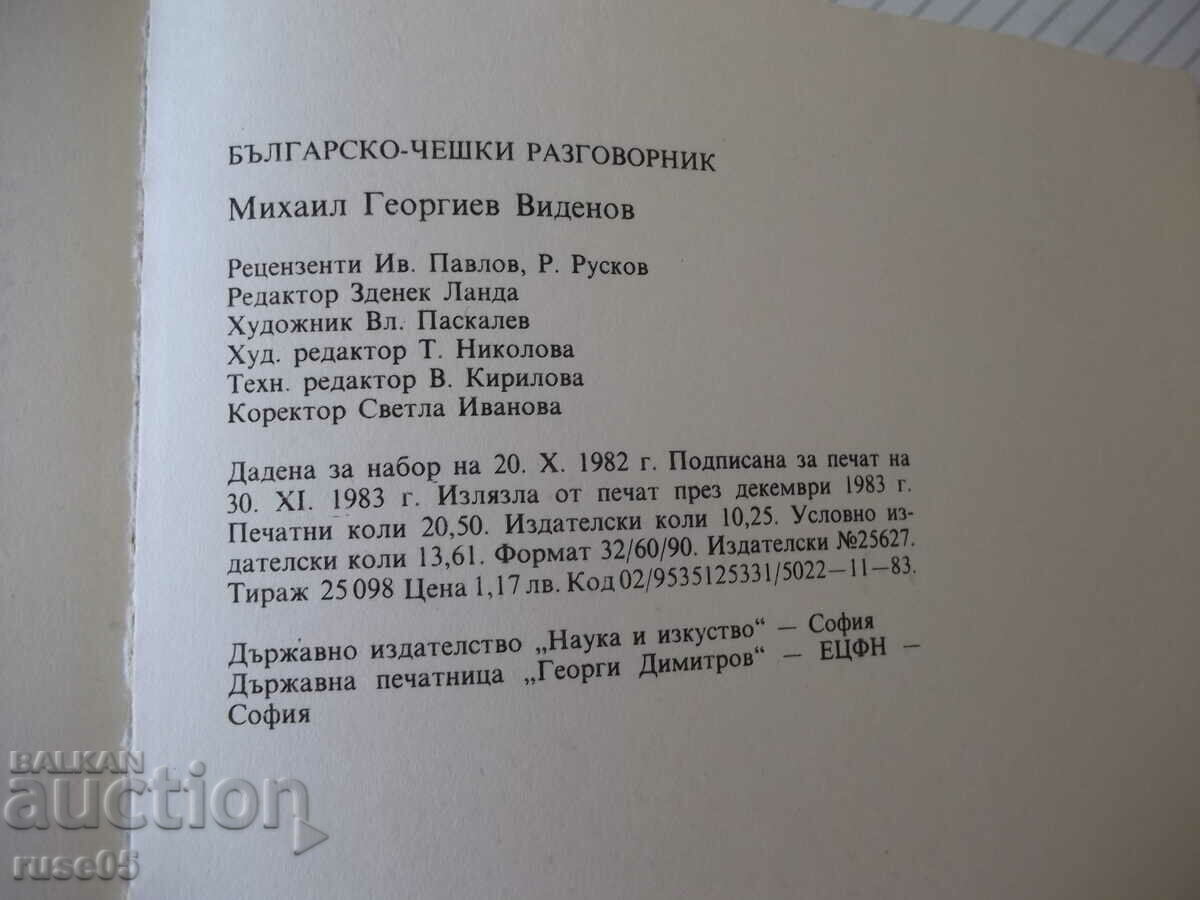 БЪЛГАРСКО-ЧЕШКИ РАЗГОВОРНИК
Михаил Георгиев Виденов
Рецензенти Ив. Павлов, Р. Русков
Редактор Зденек Ланда
Художник Вл. Паскалев
Худ. редактор Т. Николова
Техн. редактор В. Кирилова
Коректор Светла Иванова
Дадена за набор на 20. X. 1982 г. Подписана за печат на
30. XI. 1983 г. Излязла от печат през декември 1983 г.
Печатни коли 20,50. Издателски коли 10,25. Условно из-
дателски коли 13,61. Формат 32/60/90. Издателски №25627.
Тираж 25 098 Цена 1,17 лв. Код 02/9535125331/5022—11—83.
Държавно издателство „Наука и изкуство“ — София
Държавна печатница „Георги Димитров“ — ЕЦФН —
София
BALKAN
auction
ruse05